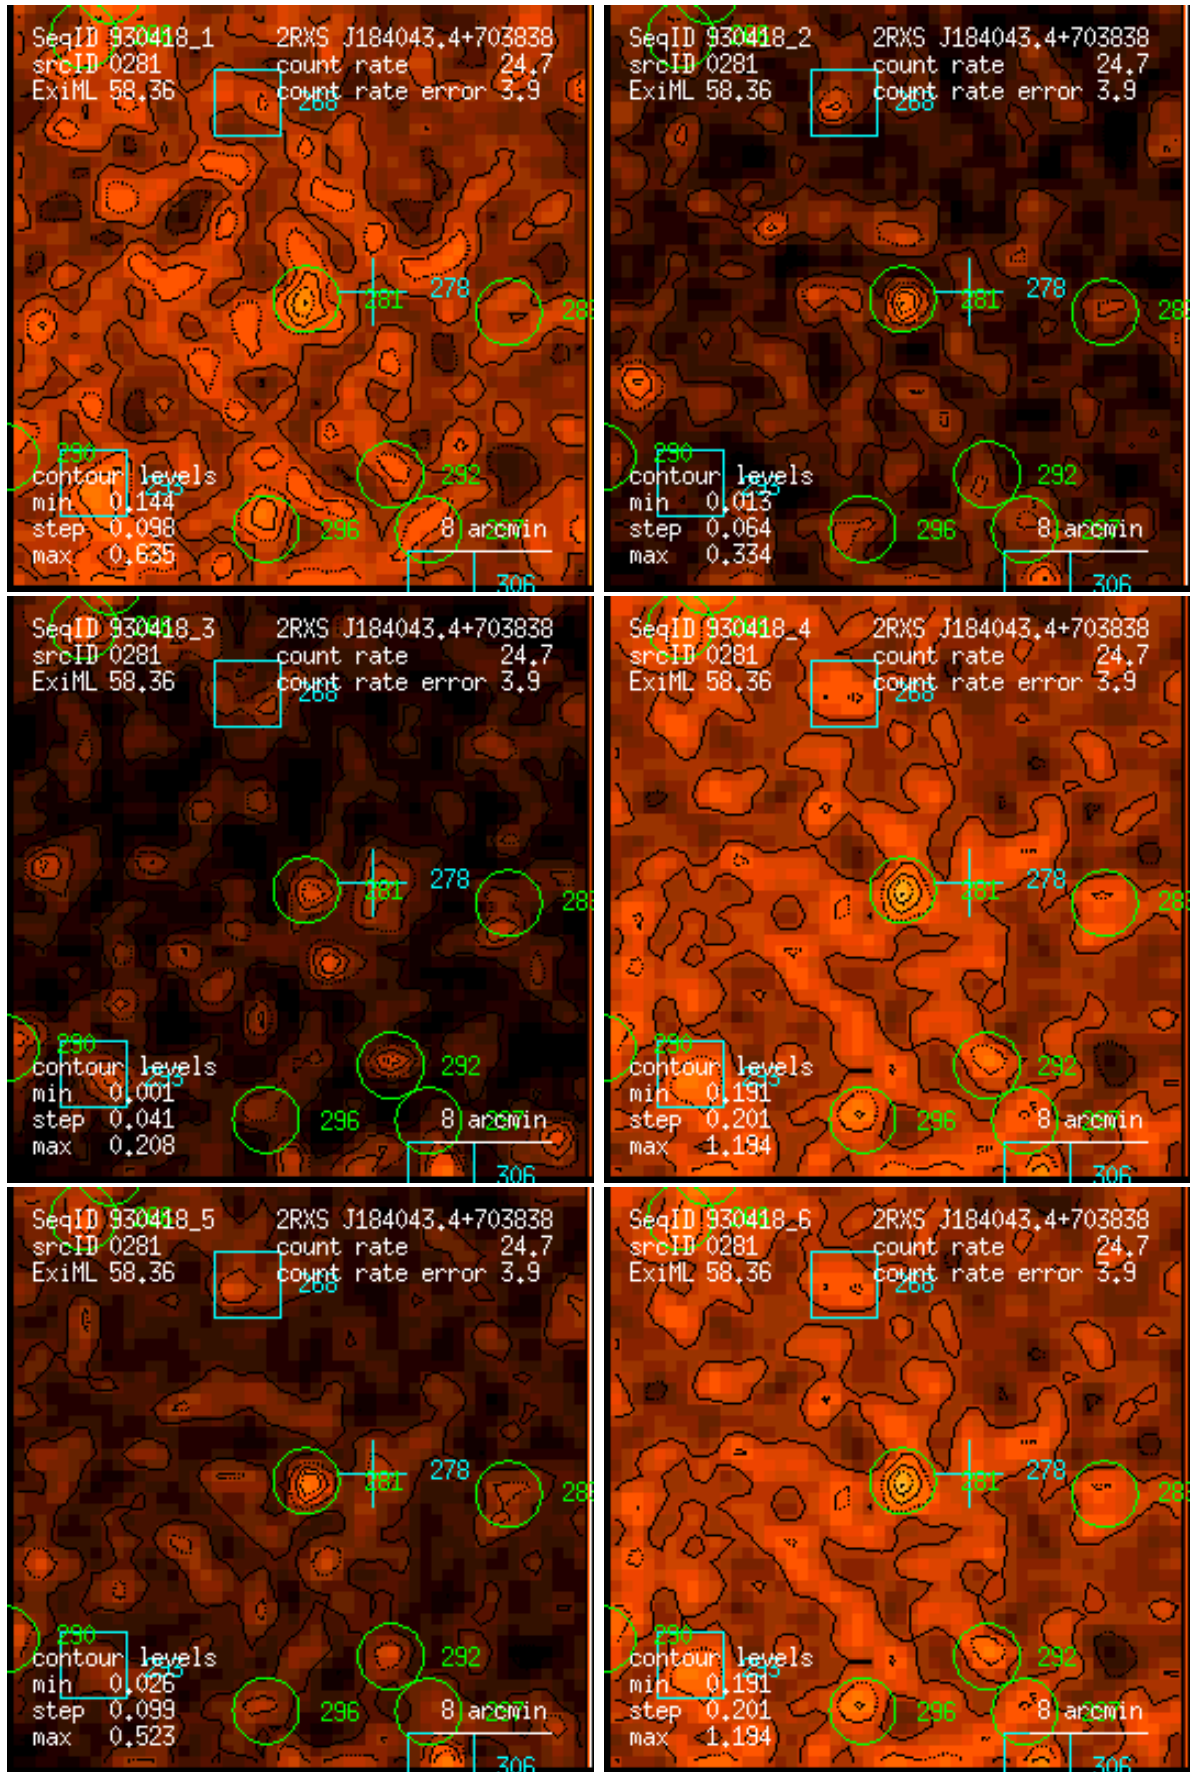 SeqID 930418_1 2RXS J184043.4+703838
srcID 0281 count rate 24.7
ExiML 58.36 count rate error 3.9
268
281 278
290
292
contour levels
min 0.144
step 0.098 296 8 arcmin
max 0.635
306
SeqID 930418_2 2RXS J184043.4+703838
srcID 0281 count rate 24.7
ExiML 58.36 count rate error 3.9
268
281 278
290
292
contour levels
min 0.013
step 0.064 296 8 arcmin
max 0.334
306
SeqID 930418_3 2RXS J184043.4+703838
srcID 0281 count rate 24.7
ExiML 58.36 count rate error 3.9
268
281 278
290
292
contour levels
min 0.001
step 0.041 296 8 arcmin
max 0.208
306
SeqID 930418_4 2RXS J184043.4+703838
srcID 0281 count rate 24.7
ExiML 58.36 count rate error 3.9
268
281 278
290
292
contour levels
min 0.191
step 0.201 296 8 arcmin
max 1.194
306
SeqID 930418_5 2RXS J184043.4+703838
srcID 0281 count rate 24.7
ExiML 58.36 count rate error 3.9
268
281 278
290
292
contour levels
min 0.026
step 0.099 296 8 arcmin
max 0.523
306
SeqID 930418_6 2RXS J184043.4+703838
srcID 0281 count rate 24.7
ExiML 58.36 count rate error 3.9
268
281 278
290
292
contour levels
min 0.191
step 0.201 296 8 arcmin
max 1.194
306